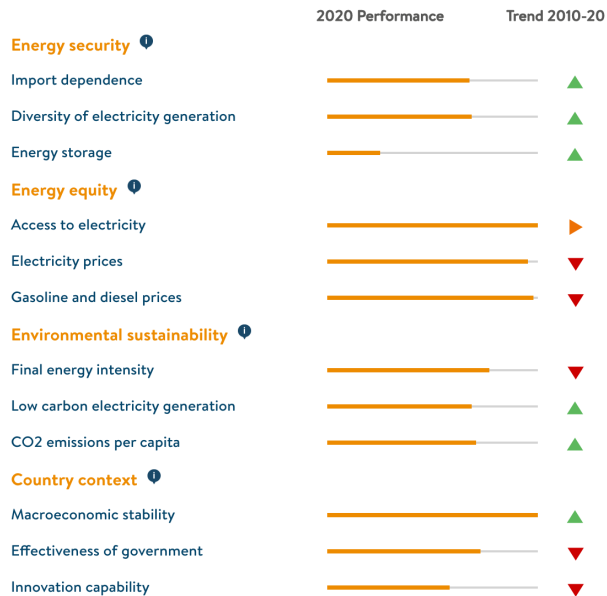 2020 Performance Trend 2010-20
Energy security i
Import dependence
Diversity of electricity generation
Energy storage
Energy equity i
Access to electricity
Electricity prices
Gasoline and diesel prices
Environmental sustainability i
Final energy intensity
Low carbon electricity generation
CO2 emissions per capita
Country context i
Macroeconomic stability
Effectiveness of government
Innovation capability